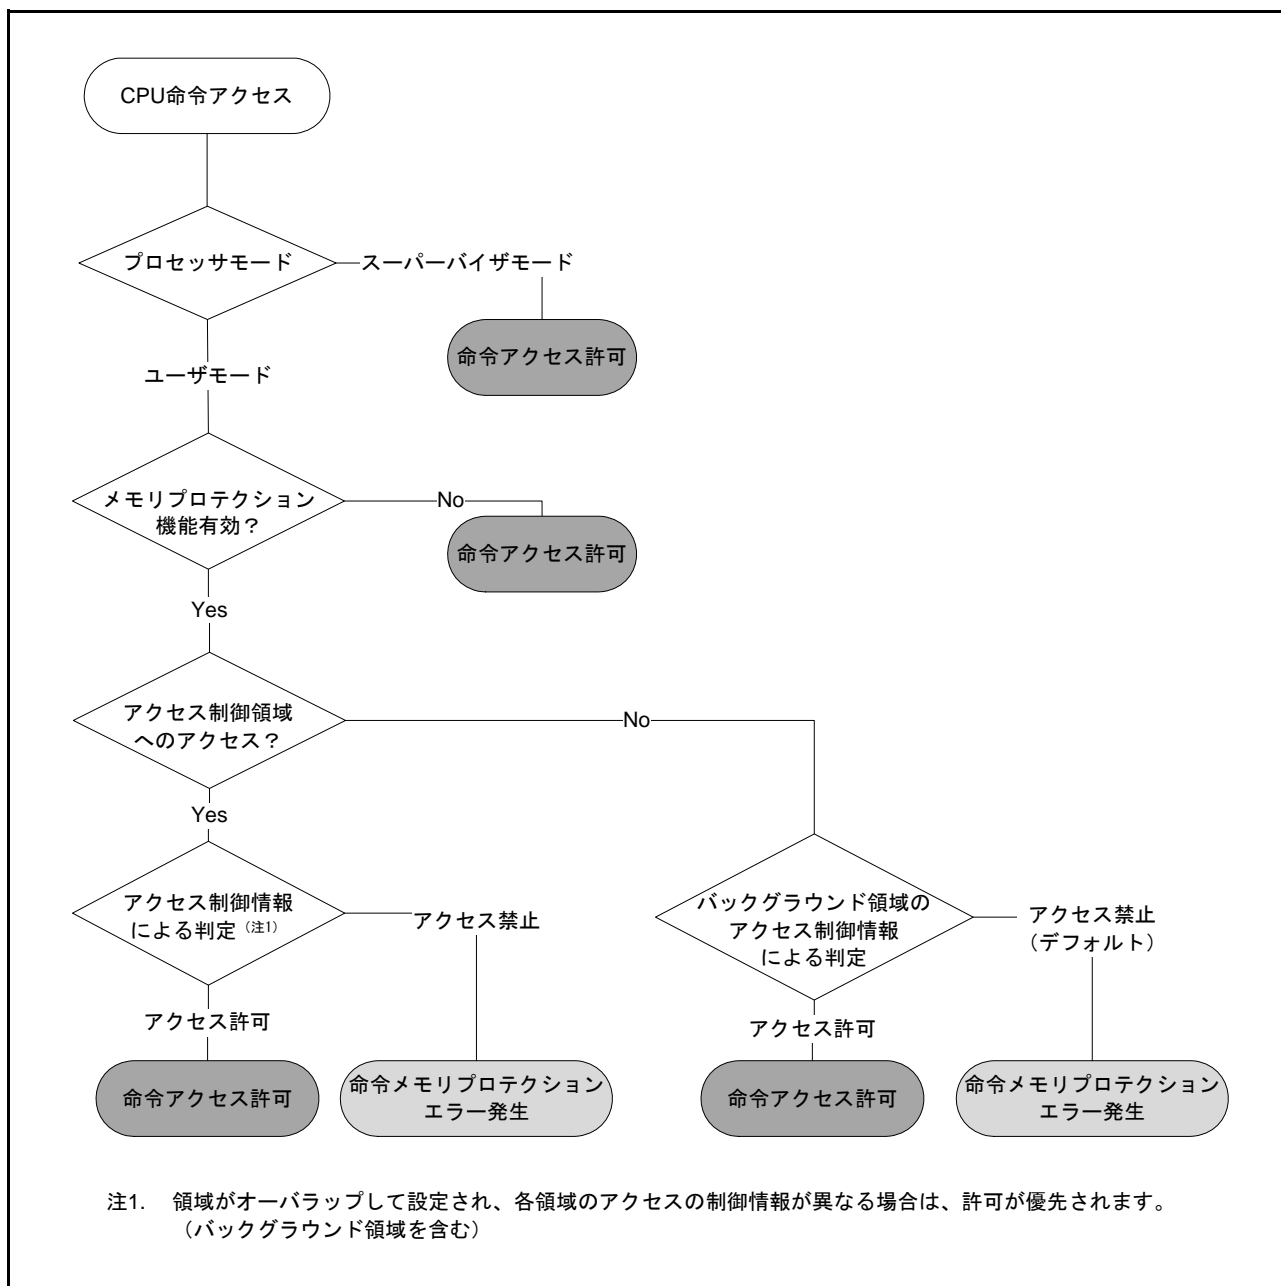 CPU命令アクセス
プロセッサモード
スーパーバイザモード
命令アクセス許可
ユーザモード
メモリプロテクション
機能有効？
No
命令アクセス許可
Yes
アクセス制御領域
へのアクセス？
No
Yes
アクセス制御情報
による判定（注1）
アクセス禁止
バックグラウンド領域の
アクセス制御情報
による判定
アクセス禁止
（デフォルト）
アクセス許可
アクセス許可
命令アクセス許可
命令メモリプロテクション
エラー発生
命令アクセス許可
命令メモリプロテクション
エラー発生
注1. 領域がオーバラップして設定され、各領域のアクセスの制御情報が異なる場合は、許可が優先されます。
（バックグラウンド領域を含む）